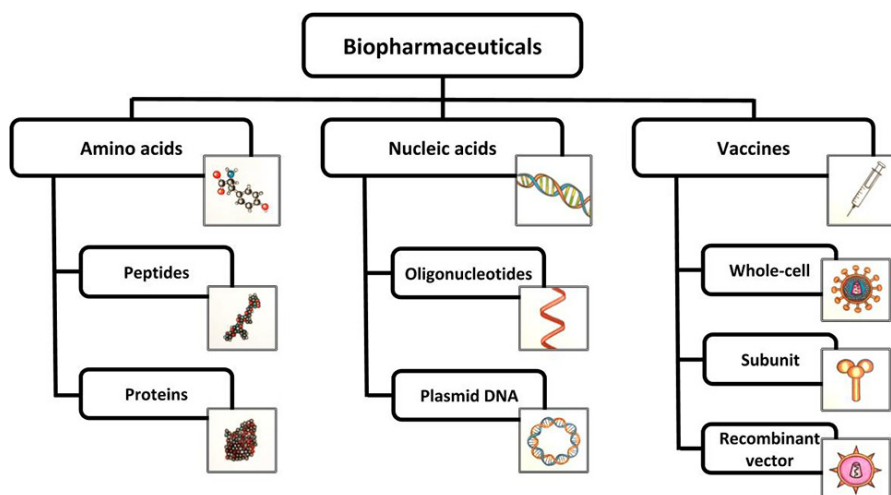 Biopharmaceuticals
Amino acids
Nucleic acids
Vaccines
Peptides
Oligonucleotides
Whole-cell
Proteins
Plasmid DNA
Subunit
Recombinant
vector